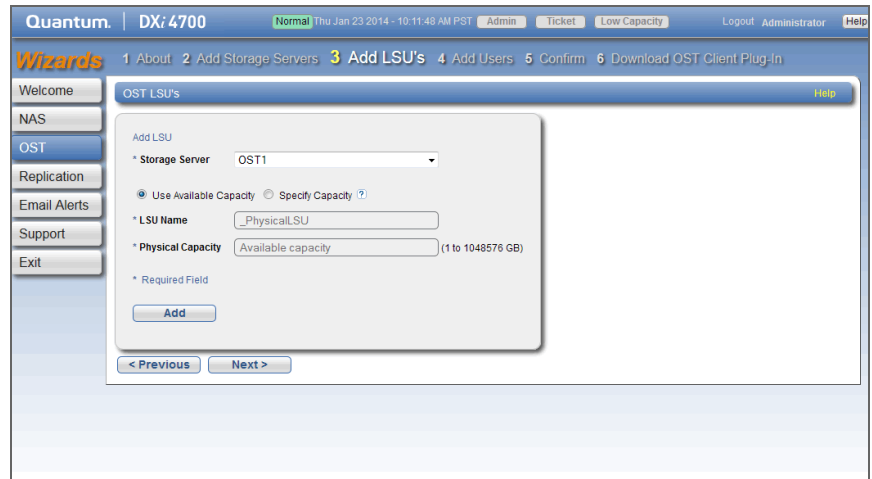 Quantum. DXi 4700 Normal Thu Jan 23 2014 - 10:11:48 AM PST Admin Ticket Low Capacity Logout Administrator Help
Wizards 1 About 2 Add Storage Servers 3 Add LSU's 4 Add Users 5 Confirm 6 Download OST Client Plug-In
Welcome
NAS
OST
Replication
Email Alerts
Support
Exit
OST LSU's Help
Add LSU
* Storage Server OST1
Use Available Capacity Specify Capacity ?
* LSU Name _PhysicalLSU
* Physical Capacity Available capacity (1 to 1048576 GB)
* Required Field
Add
< Previous Next >